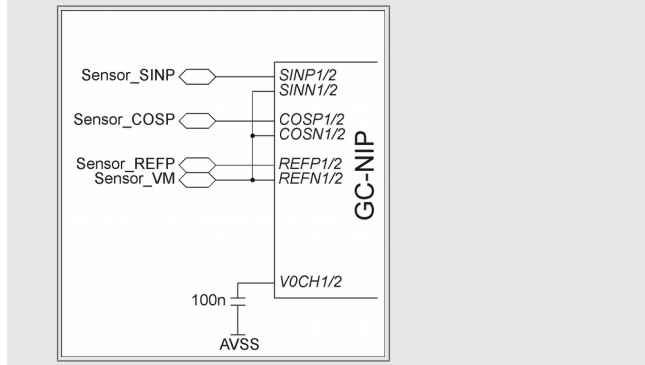 Sensor_SINP
SINP1/2
SINN1/2
Sensor_COSP
COSP1/2
COSN1/2
Sensor_REFP
REFP1/2
Sensor_VM
REFN1/2
GC-NIP
V0CH1/2
100n
AVSS